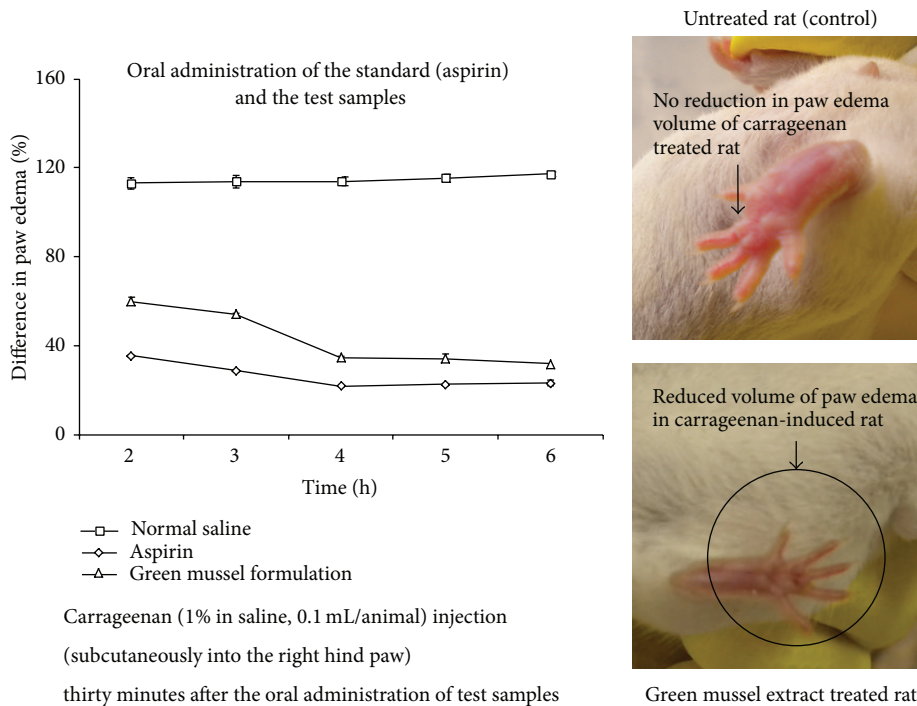 Oral administration of the standard (aspirin)
and the test samples
Difference in paw edema (%)
160
120
80
40
0
2 3 4 5 6
Time (h)
Normal saline
Aspirin
Green mussel formulation
Carrageenan (1% in saline, 0.1 mL/animal) injection
(subcutaneously into the right hind paw)
thirty minutes after the oral administration of test samples
Untreated rat (control)
No reduction in paw edema
volume of carrageenan
treated rat
Reduced volume of paw edema
in carrageenan-induced rat
Green mussel extract treated rat